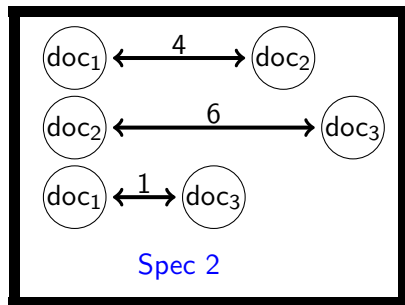 doc₁ 4 doc₂
doc₂ 6 doc₃
doc₁ 1 doc₃
Spec 2